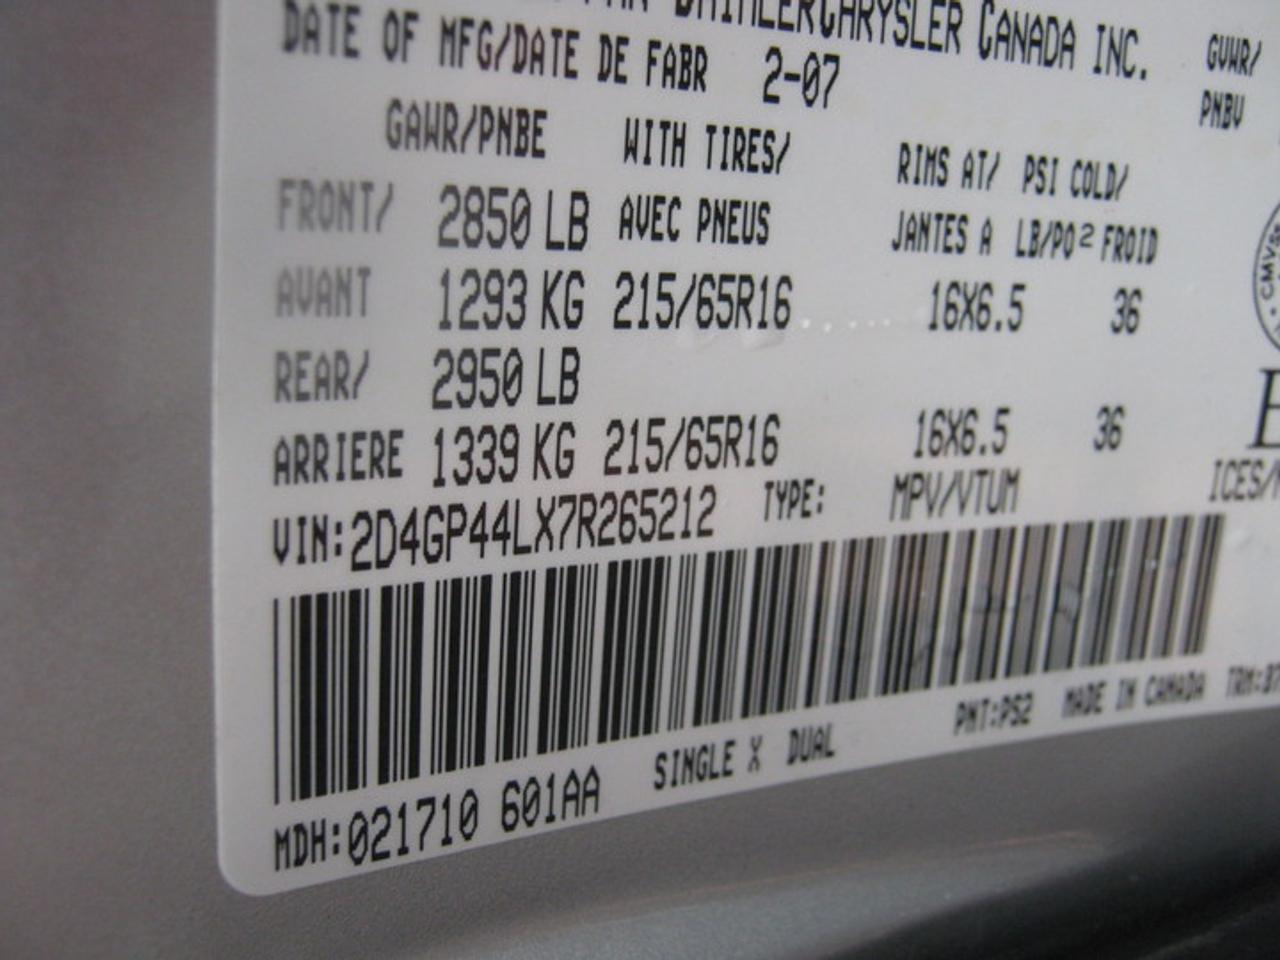 DAIMLERCHRYSLER CANADA INC.
DATE OF MFG/DATE DE FABR 2-07 GVWR/
PNBV
GAWR/PNBE WITH TIRES/ RIMS AT/ PSI COLD/
FRONT/ 2850 LB AVEC PNEUS JANTES A LB/PO² FROID
AVANT 1293 KG 215/65R16 16X6.5 36
CMVS
REAR/ 2950 LB
ARRIERE 1339 KG 215/65R16 16X6.5 36
VIN:2D4GP44LX7R265212 TYPE: MPV/VTUM ICES/
PNT:PS2 MADE IN CANADA TRM:
SINGLE X DUAL
MDH:021710 601AA